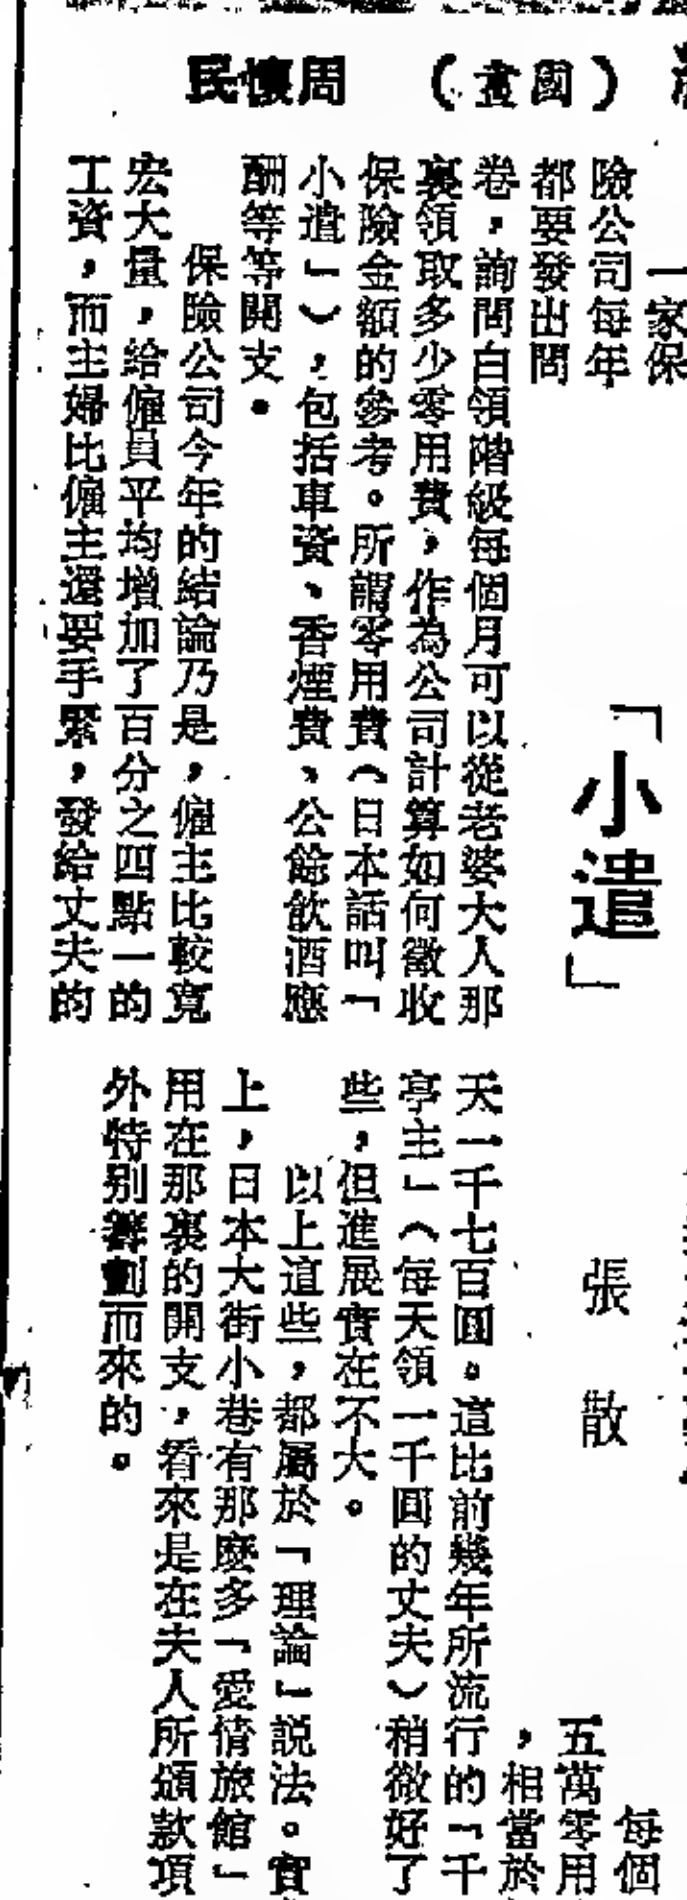 （國畫） 周懷民
「小遣」
張 散
一家保
險公司每年
都要發出問
卷，詢問白領階級每個月可以從老婆大人那
裏領取多少零用費，作為公司計算如何徵收
保險金額的參考。所謂零用費（日本話叫「
小遣」），包括車資、香煙費、公餘飲酒應
酬等等開支。
保險公司今年的結論乃是，僱主比較寬
宏大量，給僱員平均增加了百分之四點一的
工資，而主婦比僱主還要手緊，發給丈夫的
每個
五萬零用
，相當於
天一千七百圓。這比前幾年所流行的「千
亭主」（每天領一千圓的丈夫）稍微好了
些，但進展實在不大。
以上這些，都屬於「理論」説法。實
上，日本大街小巷有那麼多「愛情旅館」
用在那裏的開支，看來是在夫人所頒款項
外特别籌劃而來的。